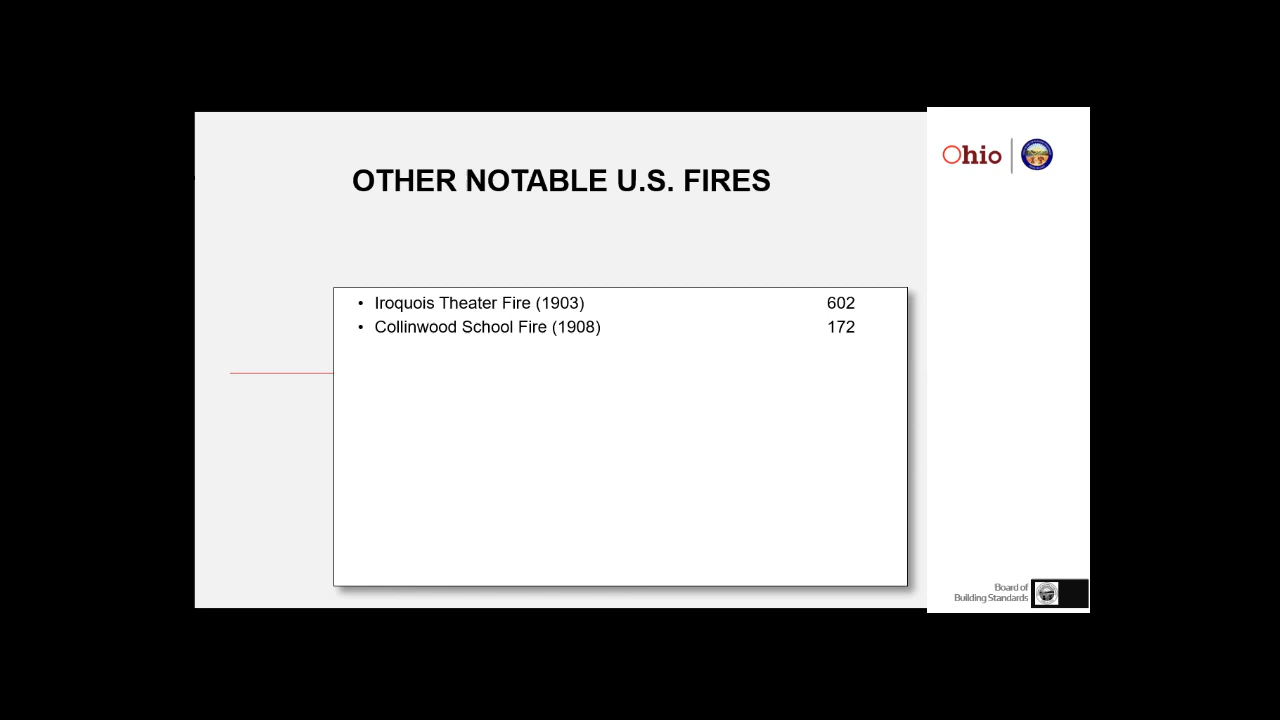 OTHER NOTABLE U.S. FIRES
Ohio
• Iroquois Theater Fire (1903) 602
• Collinwood School Fire (1908) 172
Board of
Building Standards